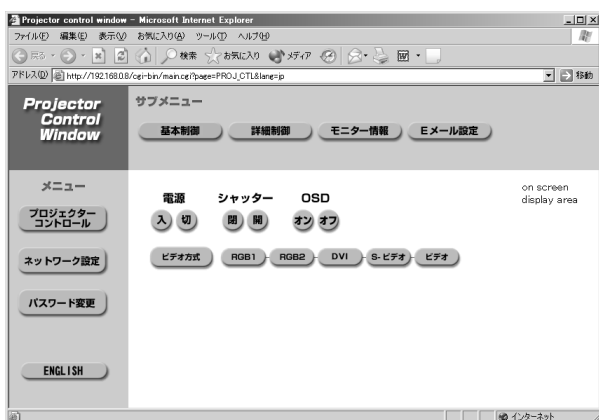 Projector control window - Microsoft Internet Explorer
ファイル(F) 編集(E) 表示(V) お気に入り(A) ツール(T) ヘルプ(H)
戻る 検索 お気に入り メディア
アドレス(D) http://192.168.0.8/cgi-bin/main.cgi?page=PROJ_CTL&lang=jp 移動
Projector
Control
Window
サブメニュー
基本制御 詳細制御 モニター情報 Eメール設定
メニュー
プロジェクター
コントロール
ネットワーク設定
パスワード変更
ENGLISH
電源 シャッター OSD
入 切 閉 開 オン オフ
ビデオ方式 RGB1 RGB2 DVI S-ビデオ ビデオ
on screen
display area
インターネット